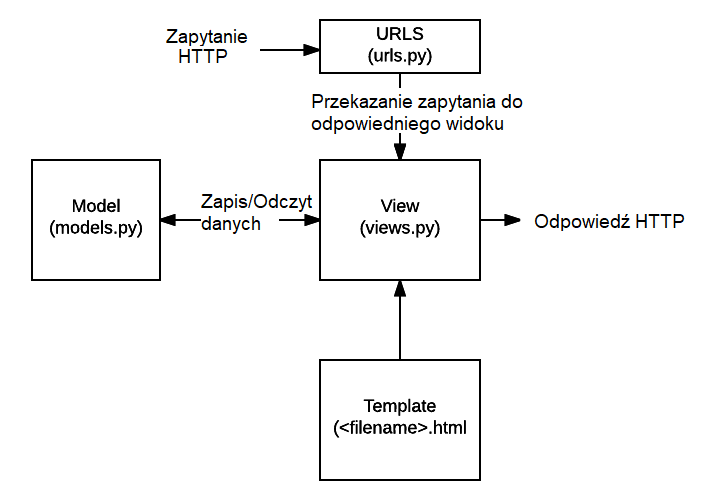 Zapytanie
HTTP
URLS
(urls.py)
Przekazanie zapytania do
odpowiedniego widoku
Model
(models.py)
Zapis/Odczyt
danych
View
(views.py)
Odpowiedź HTTP
Template
(<filename>.html